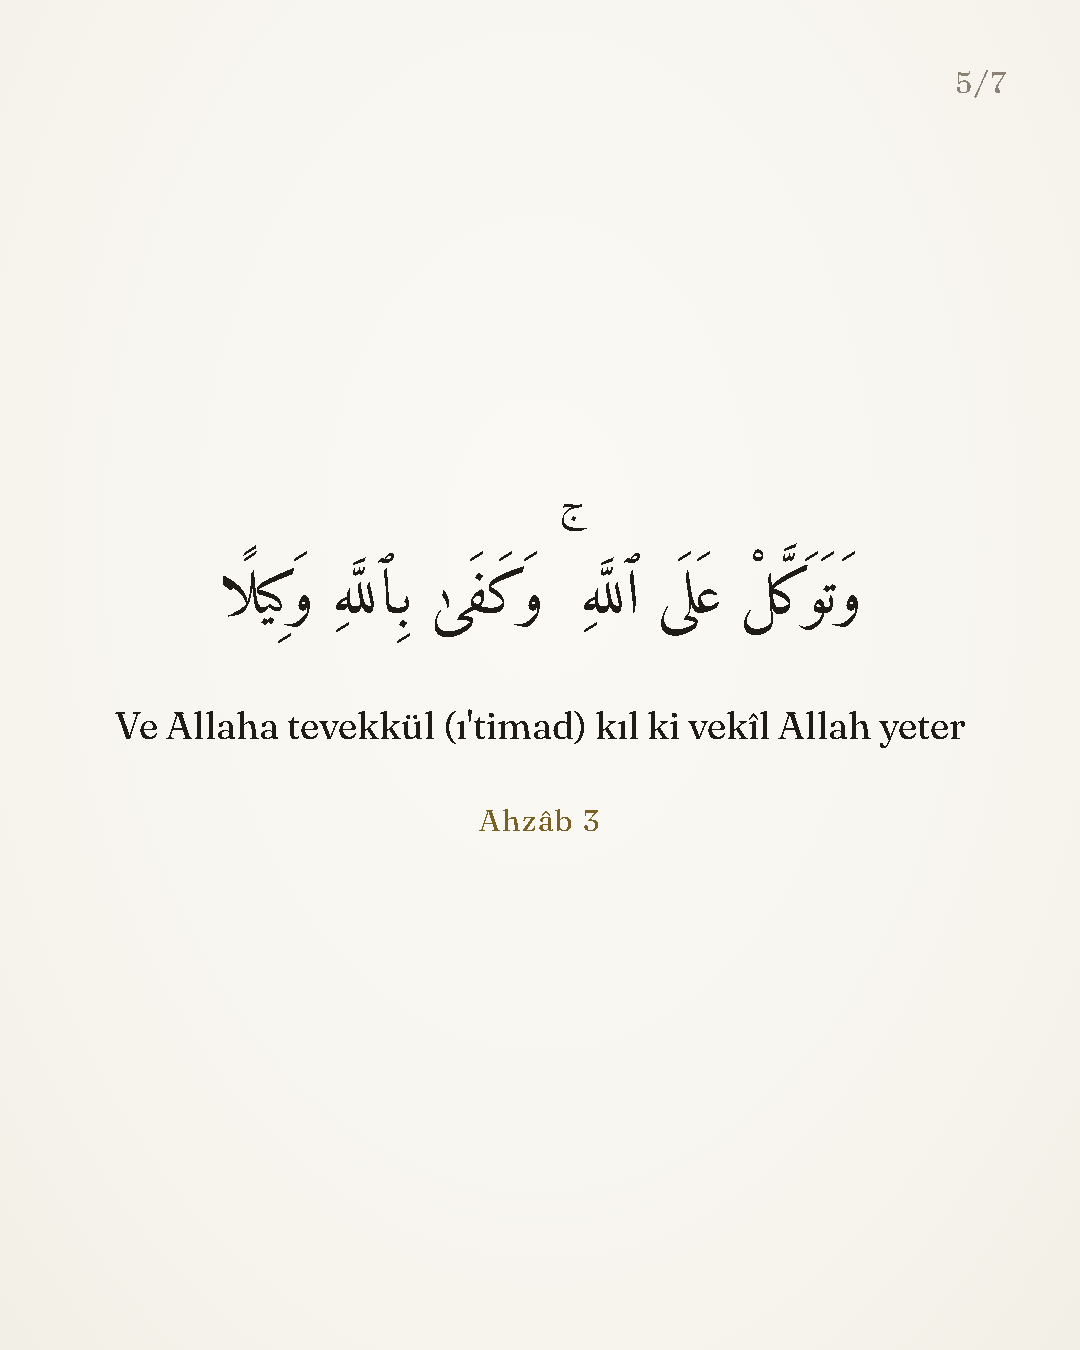 5/7
وَتَوَكَّلْ عَلَى ٱللَّهِ ۚ وَكَفَىٰ بِٱللَّهِ وَكِيلًا
Ve Allaha tevekkül (ı'timad) kıl ki vekîl Allah yeter
Ahzâb 3